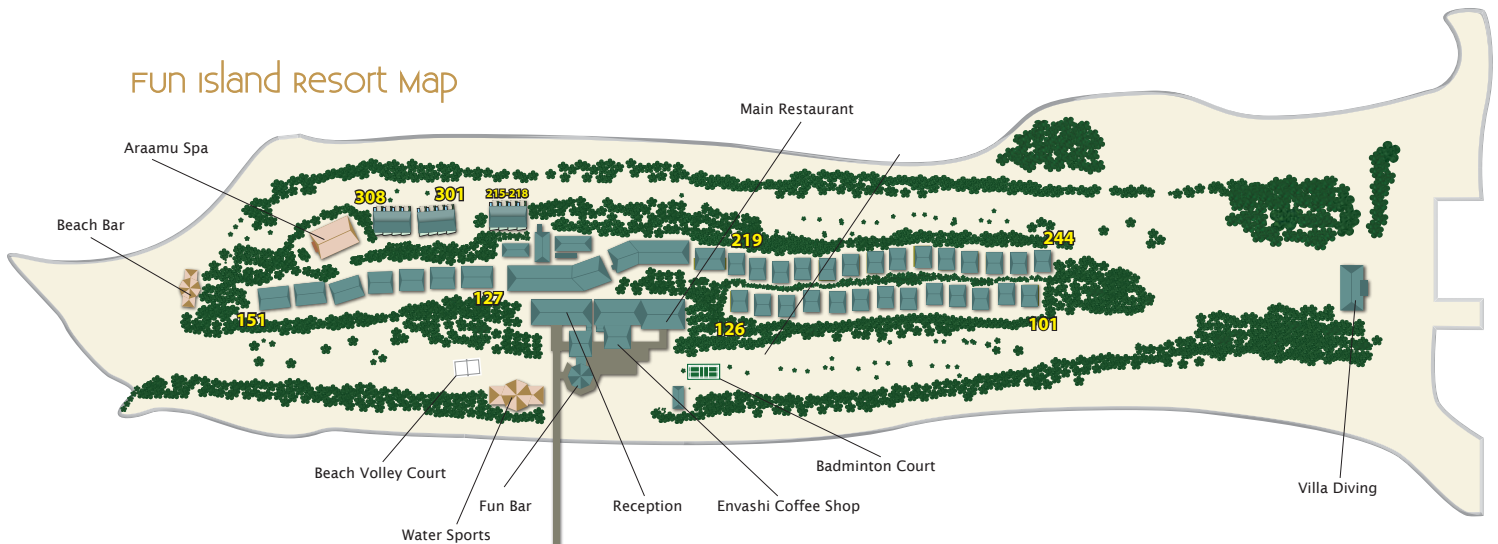 Fun Island Resort Map
Main Restaurant
Araamu Spa
308
301
215-218
Beach Bar
219
244
127
151
126
101
Beach Volley Court
Badminton Court
Fun Bar
Reception
Envashi Coffee Shop
Villa Diving
Water Sports